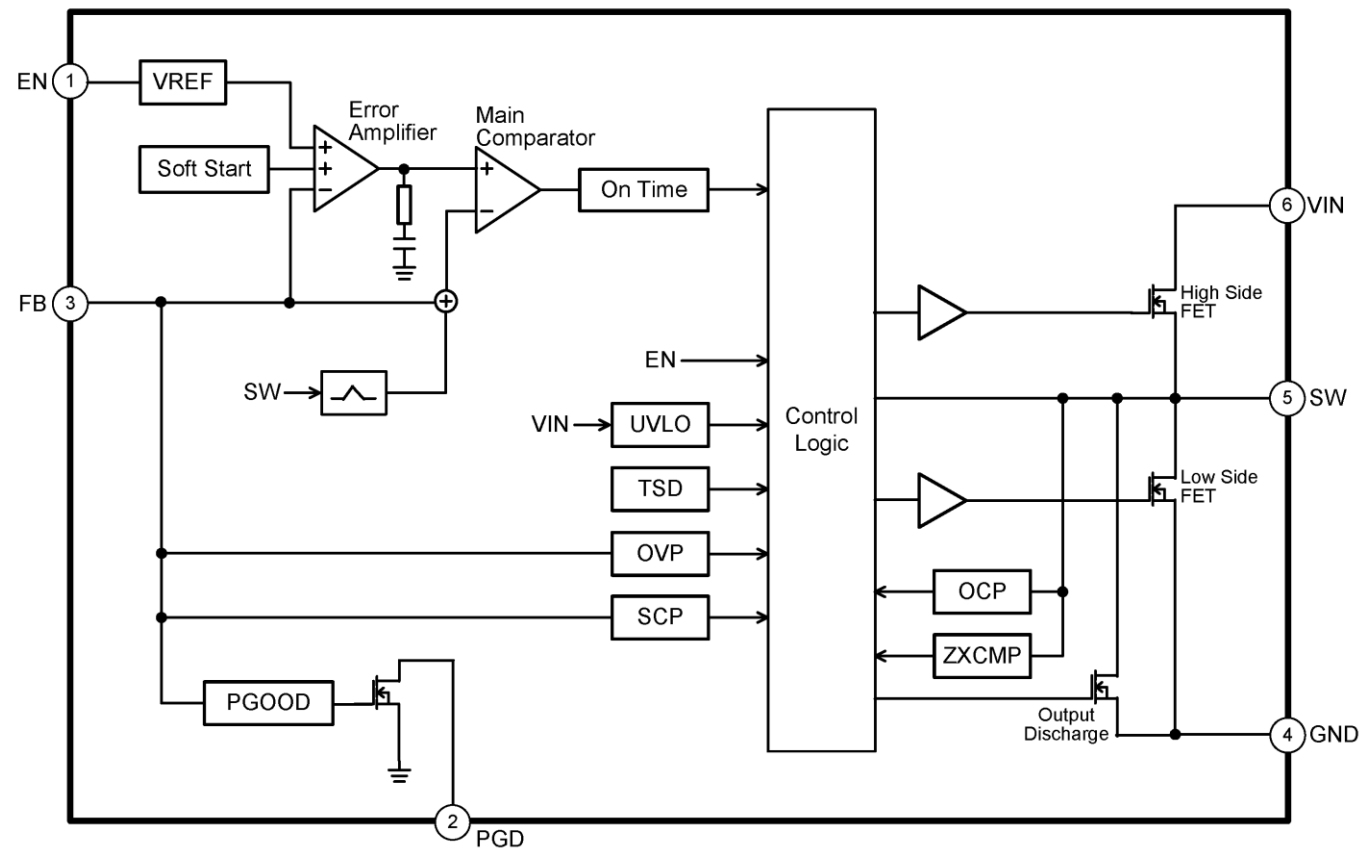 EN 1 VREF
Error
Amplifier
Main
Comparator
+
+
−
Soft Start
+
−
On Time
6 VIN
High Side
FET
FB 3
+
EN
SW
5 SW
Control
Logic
VIN
UVLO
Low Side
FET
TSD
OVP
OCP
SCP
ZXCMP
PGOOD
Output
Discharge
4 GND
2
PGD